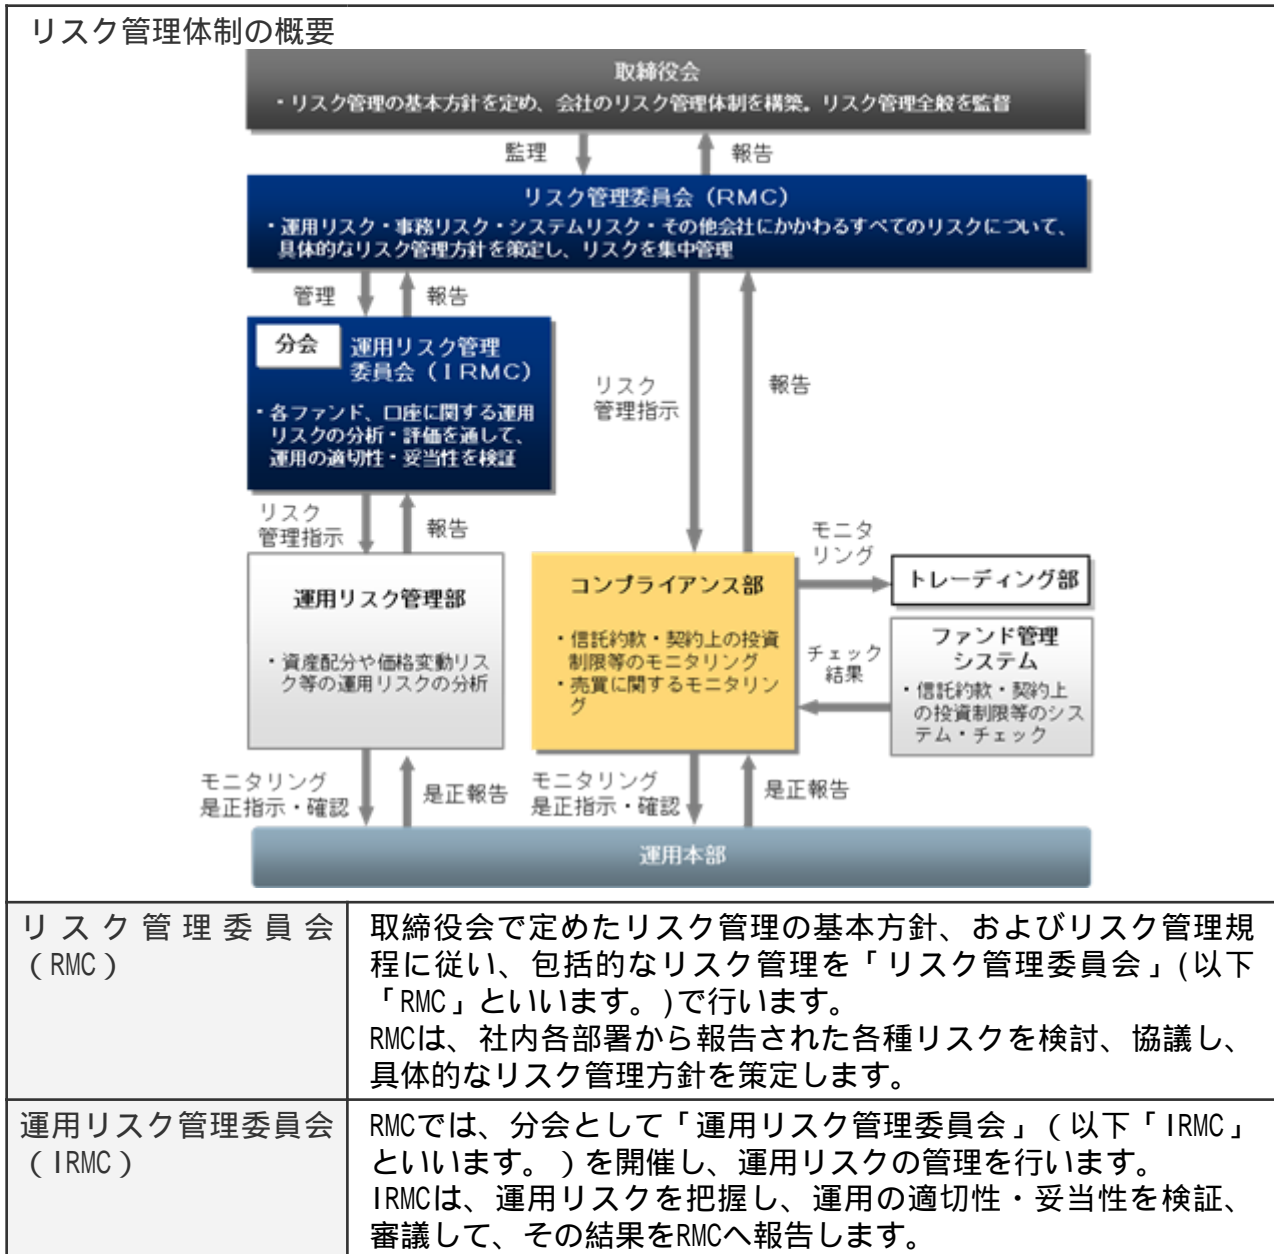 リスク管理体制の概要
取締役会
・リスク管理の基本方針を定め、会社のリスク管理体制を構築。リスク管理全般を監督
監理
報告
リスク管理委員会（RMC）
・運用リスク・事務リスク・システムリスク・その他会社にかかわるすべてのリスクについて、
具体的なリスク管理方針を策定し、リスクを集中管理
管理
報告
分会
運用リスク管理
委員会（IRMC）
・各ファンド、口座に関する運用
リスクの分析・評価を通して、
運用の適切性・妥当性を検証
リスク
管理指示
報告
リスク
管理指示
報告
運用リスク管理部
・資産配分や価格変動リス
ク等の運用リスクの分析
コンプライアンス部
・信託約款・契約上の投資
制限等のモニタリング
・売買に関するモニタリン
グ
モニタ
リング
トレーディング部
チェック
結果
ファンド管理
システム
・信託約款・契約上
の投資制限等のシス
テム・チェック
モニタリング
是正指示・確認
是正報告
モニタリング
是正指示・確認
是正報告
運用本部
リスク管理委員会
（RMC）
取締役会で定めたリスク管理の基本方針、およびリスク管理規
程に従い、包括的なリスク管理を「リスク管理委員会」(以下
「RMC」といいます。)で行います。
RMCは、社内各部署から報告された各種リスクを検討、協議し、
具体的なリスク管理方針を策定します。
運用リスク管理委員会
（IRMC）
RMCでは、分会として「運用リスク管理委員会」（以下「IRMC」
といいます。）を開催し、運用リスクの管理を行います。
IRMCは、運用リスクを把握し、運用の適切性・妥当性を検証、
審議して、その結果をRMCへ報告します。